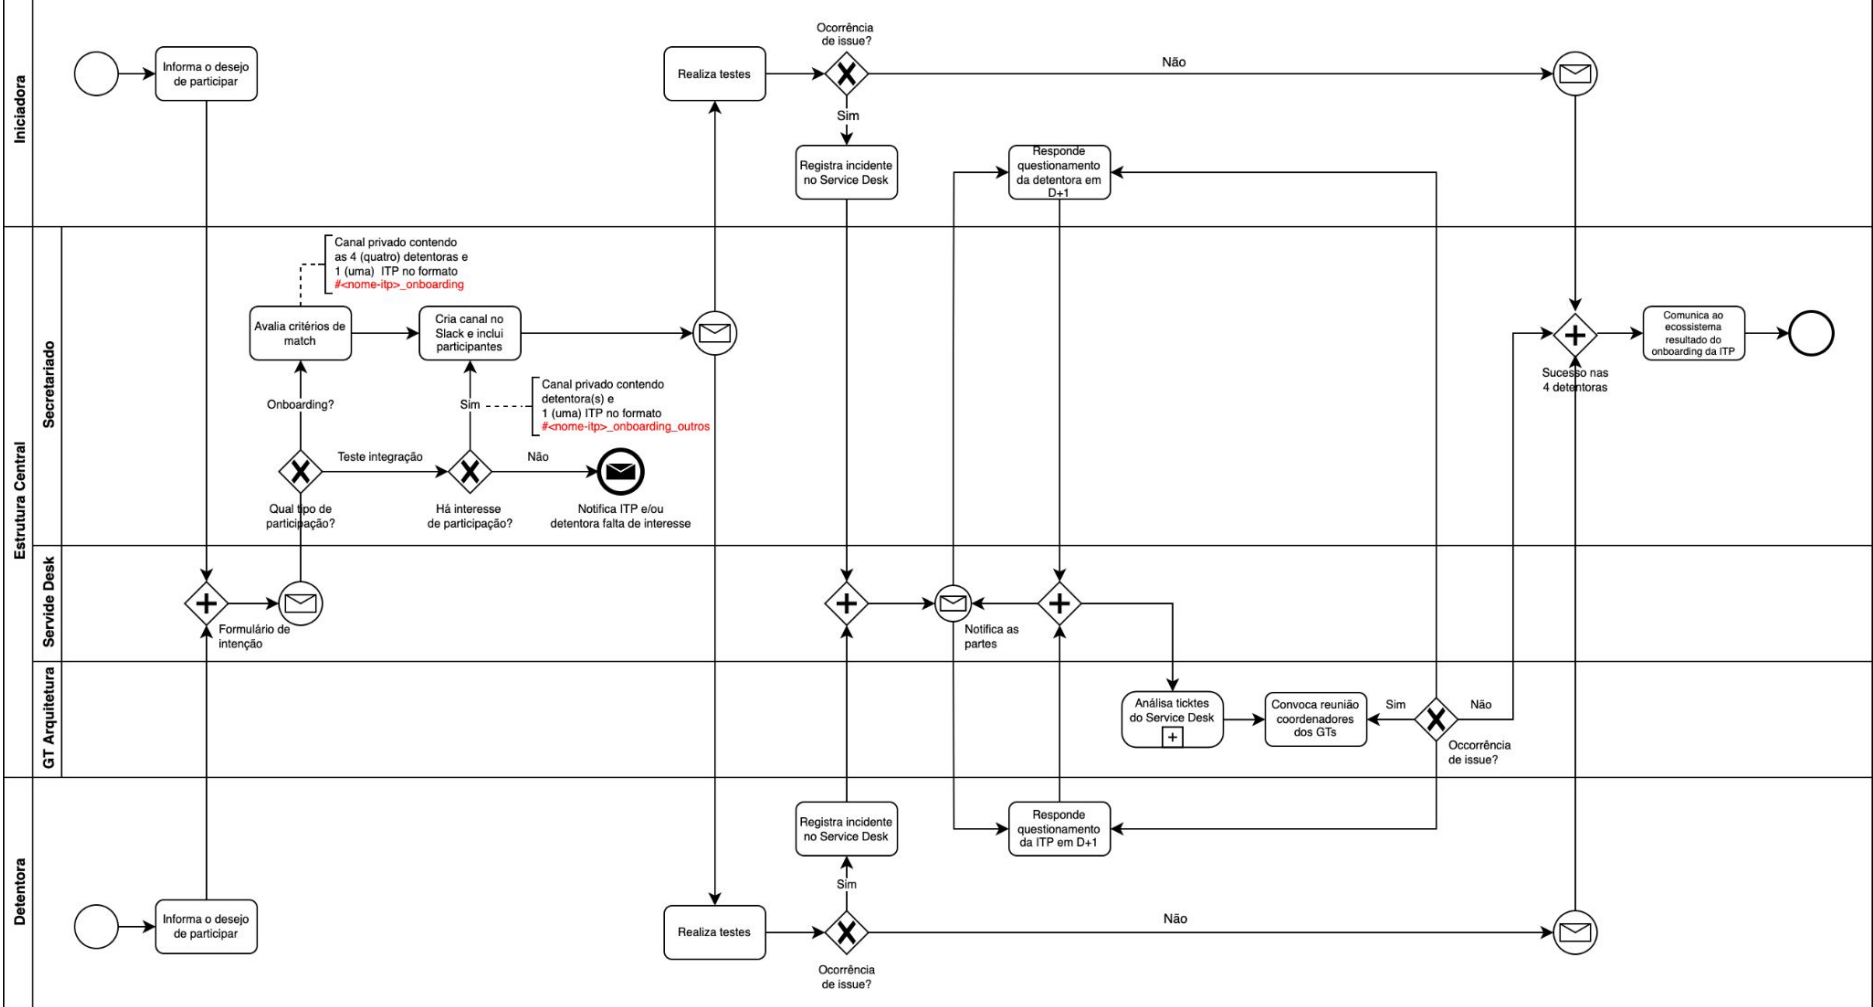 Iniciadora
Informa o desejo
de participar
Realiza testes
Ocorrência
de issue?
Não
Sim
Registra incidente
no Service Desk
Responde
questionamento
da detentora em
D+1
Estrutura Central
Secretariado
Canal privado contendo
as 4 (quatro) detentoras e
1 (uma) ITP no formato
#<nome-itp>_onboarding
Avalia critérios de
match
Cria canal no
Slack e inclui
participantes
Comunica ao
ecossistema
resultado do
onboarding da ITP
Sucesso nas
4 detentoras
Onboarding?
Sim
Canal privado contendo
detentora(s) e
1 (uma) ITP no formato
#<nome-itp>_onboarding_outros
Teste integração
Não
Qual tipo de
participação?
Há interesse
de participação?
Notifica ITP e/ou
detentora falta de interesse
Servide Desk
Formulário de
intenção
Notifica as
partes
GT Arquitetura
Análisa ticktes
do Service Desk
Convoca reunião
coordenadores
dos GTs
Sim
Não
Occorrência
de issue?
Detentora
Registra incidente
no Service Desk
Responde
questionamento
da ITP em D+1
Sim
Informa o desejo
de participar
Realiza testes
Não
Ocorrência
de issue?